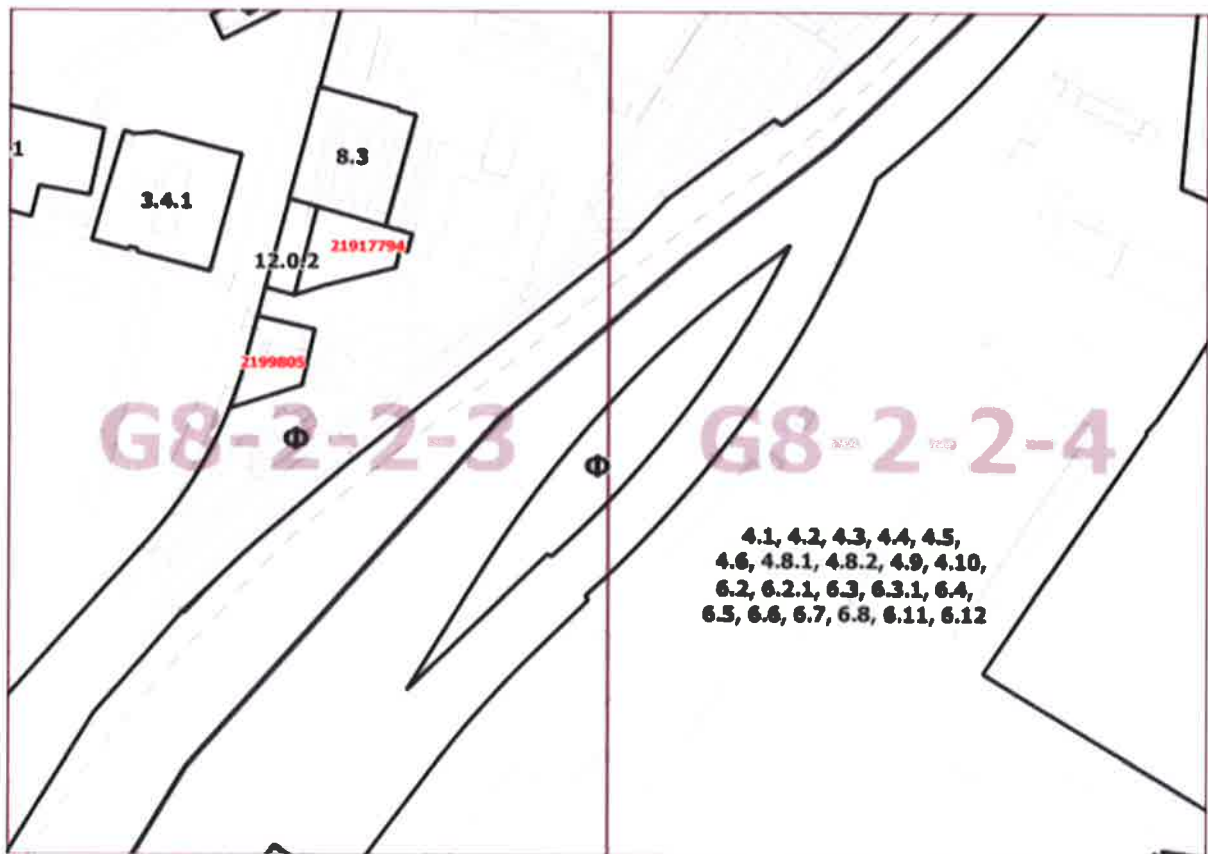 1
8.3
3.4.1
21917794
12.0.2
2199805
G8-2-2-3
G8-2-2-4
Ф
Ф
4.1, 4.2, 4.3, 4.4, 4.5,
4.6, 4.8.1, 4.8.2, 4.9, 4.10,
6.2, 6.2.1, 6.3, 6.3.1, 6.4,
6.5, 6.6, 6.7, 6.8, 6.11, 6.12